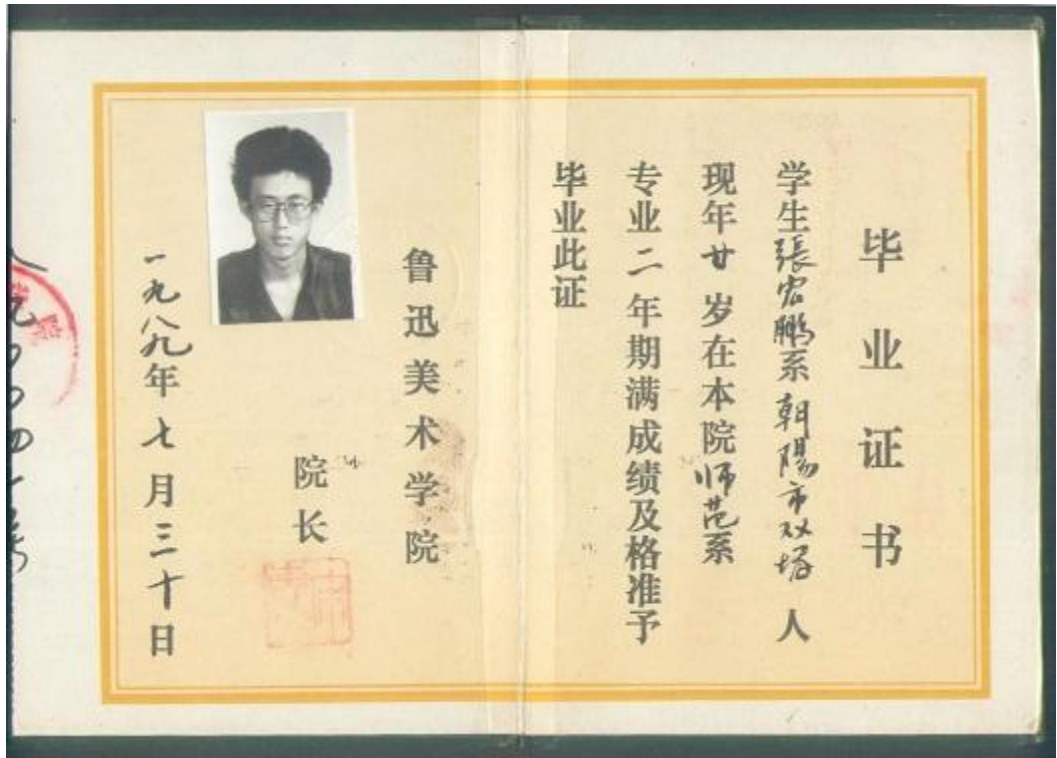 毕业证书
学生張宏鵬系朝陽市双塔人
现年廿岁在本院师范系
专业二年期满成绩及格准予
毕业此证
鲁迅美术学院
院长
一九八九年七月三十日
院